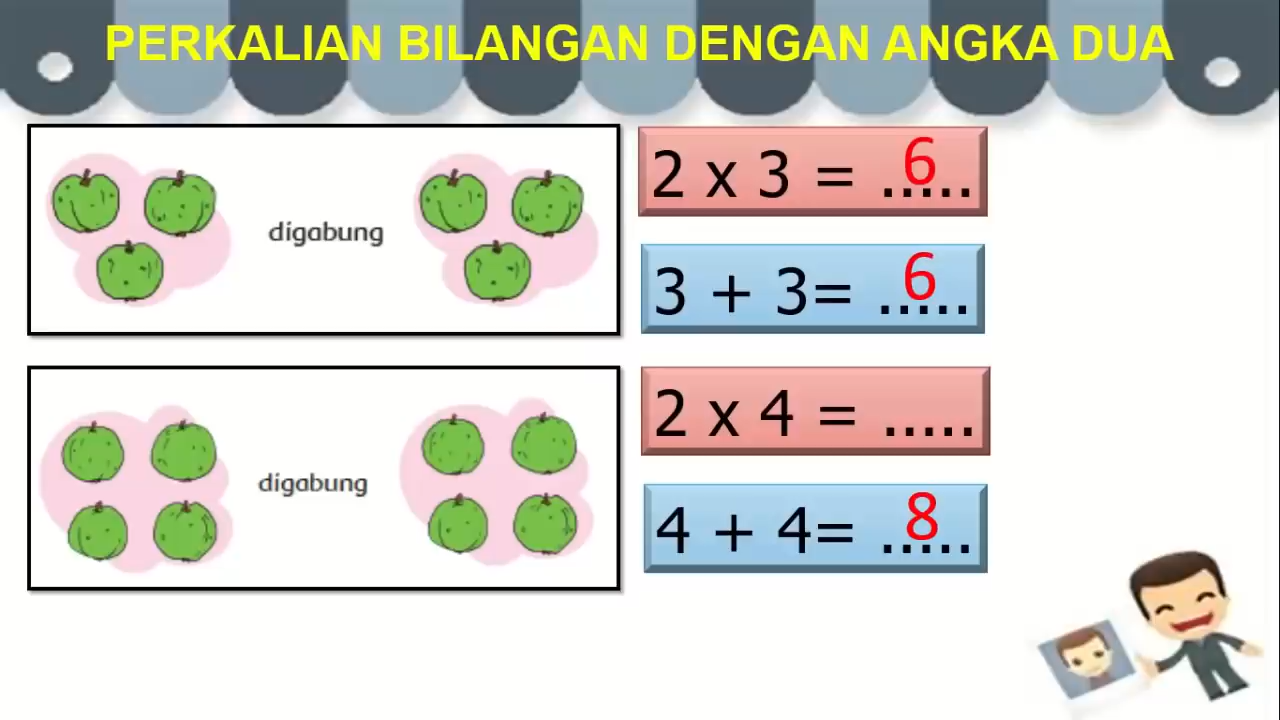 PERKALIAN BILANGAN DENGAN ANGKA DUA
digabung
2 x 3 = ..... 6
3 + 3= ..... 6
digabung
2 x 4 = .....
4 + 4= ..... 8